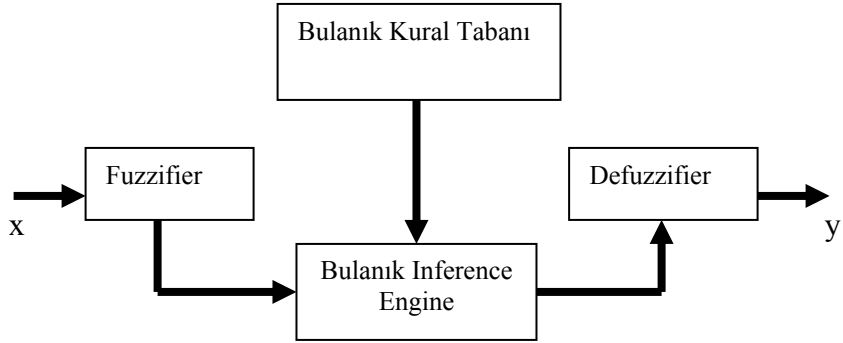 Bulanık Kural Tabanı
Fuzzifier
Defuzzifier
x
y
Bulanık Inference
Engine